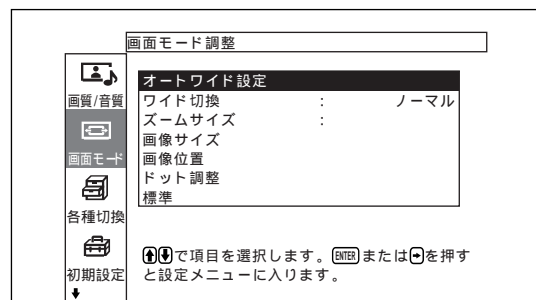 画面モード調整
画質/音質
画面モード
各種切換
初期設定
オートワイド設定
ワイド切換 : ノーマル
ズームサイズ :
画像サイズ
画像位置
ドット調整
標準
で項目を選択します。ENTERまたはを押す
と設定メニューに入ります。